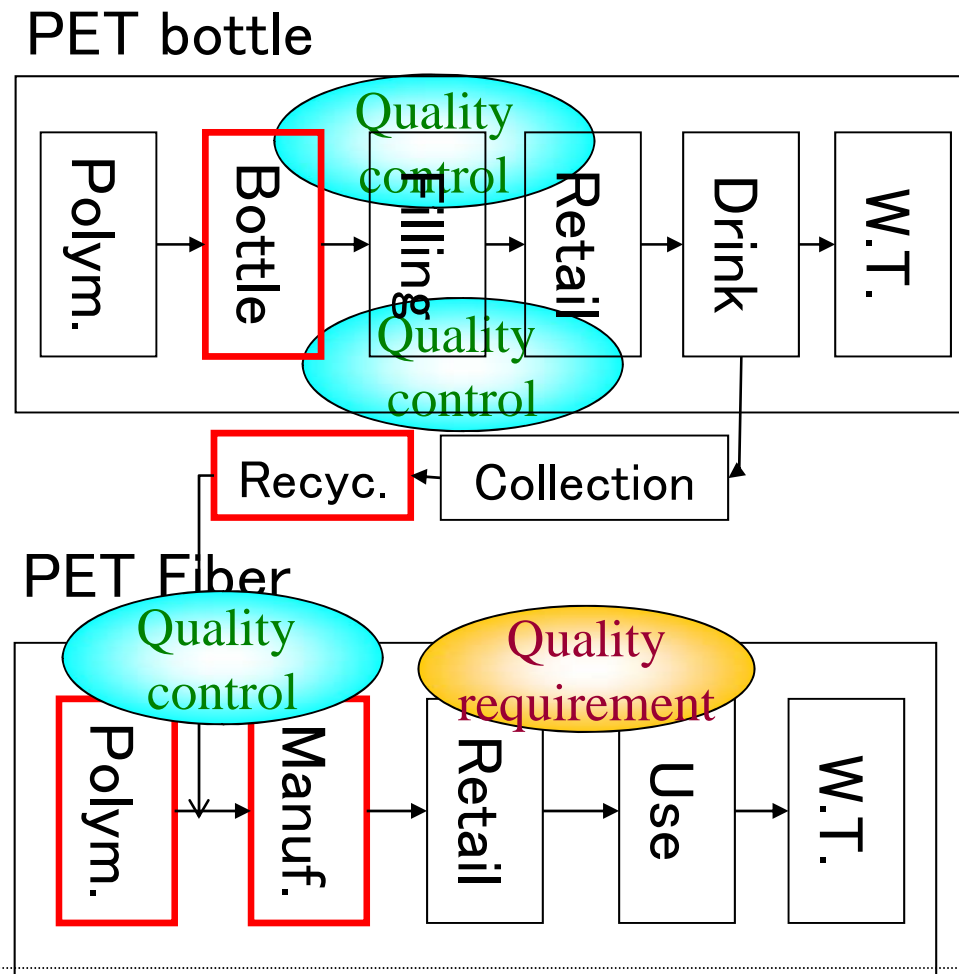 PET bottle
Quality
control
Polym.
Bottle
Filling
Retail
Drink
W.T.
Quality
control
Recyc.
Collection
PET Fiber
Quality
control
Quality
requirement
Polym.
Manuf.
Retail
Use
W.T.